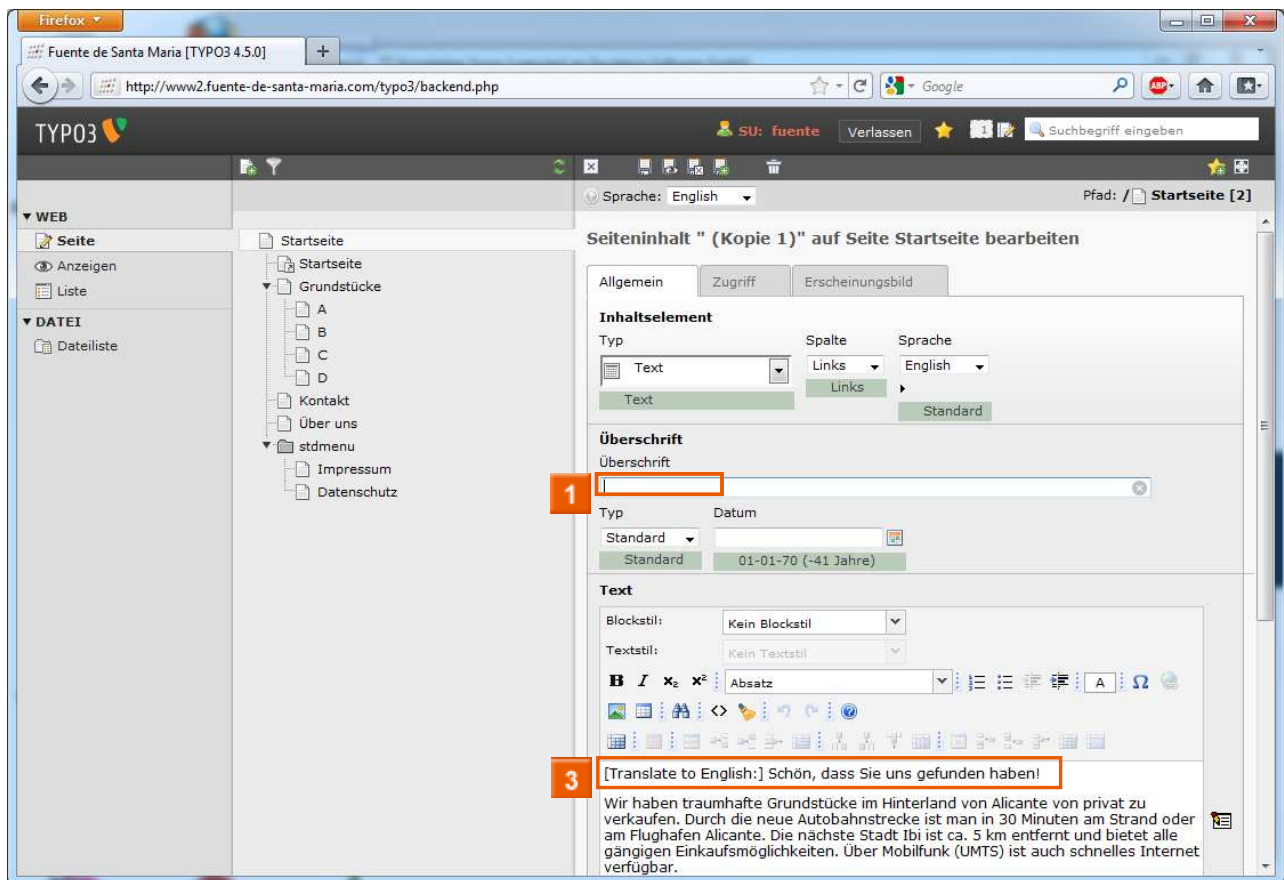 Firefox
Fuente de Santa Maria [TYPO3 4.5.0]
http://www2.fuente-de-santa-maria.com/typo3/backend.php
Google
ABP
TYPO3
SU: fuente
Verlassen
1
Suchbegriff eingeben
Sprache: English
Pfad: / Startseite [2]
WEB
Seite
Anzeigen
Liste
DATEI
Dateiliste
Startseite
Startseite
Grundstücke
A
B
C
D
Kontakt
Über uns
stdmenu
Impressum
Datenschutz
Seiteninhalt " (Kopie 1)" auf Seite Startseite bearbeiten
Allgemein Zugriff Erscheinungsbild
Inhaltselement
Typ Spalte Sprache
Text Links English
Text Links
Standard
Überschrift
Überschrift
1
Typ Datum
Standard
Standard 01-01-70 (-41 Jahre)
Text
Blockstil: Kein Blockstil
Textstil: Kein Textstil
B I x₂ x² Absatz A Ω
3
[Translate to English:] Schön, dass Sie uns gefunden haben!
Wir haben traumhafte Grundstücke im Hinterland von Alicante von privat zu
verkaufen. Durch die neue Autobahnstrecke ist man in 30 Minuten am Strand oder
am Flughafen Alicante. Die nächste Stadt Ibi ist ca. 5 km entfernt und bietet alle
gängigen Einkaufsmöglichkeiten. Über Mobilfunk (UMTS) ist auch schnelles Internet
verfügbar.